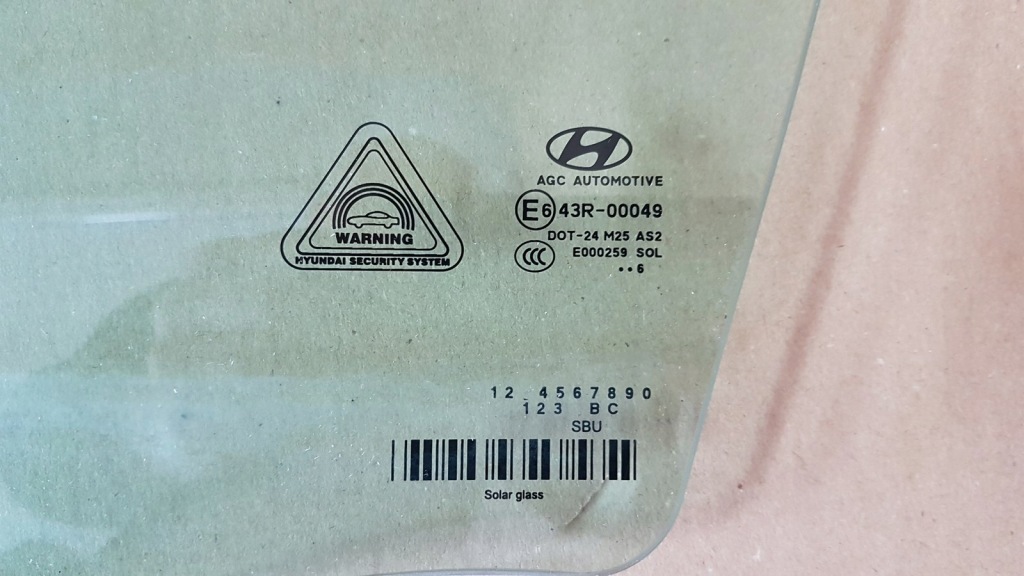 WARNING
HYUNDAI SECURITY SYSTEM
AGC AUTOMOTIVE
E6 43R-00049
DOT-24 M25 AS2
CCC E000259 SOL
••6
12 4567890
123 BC
SBU
Solar glass